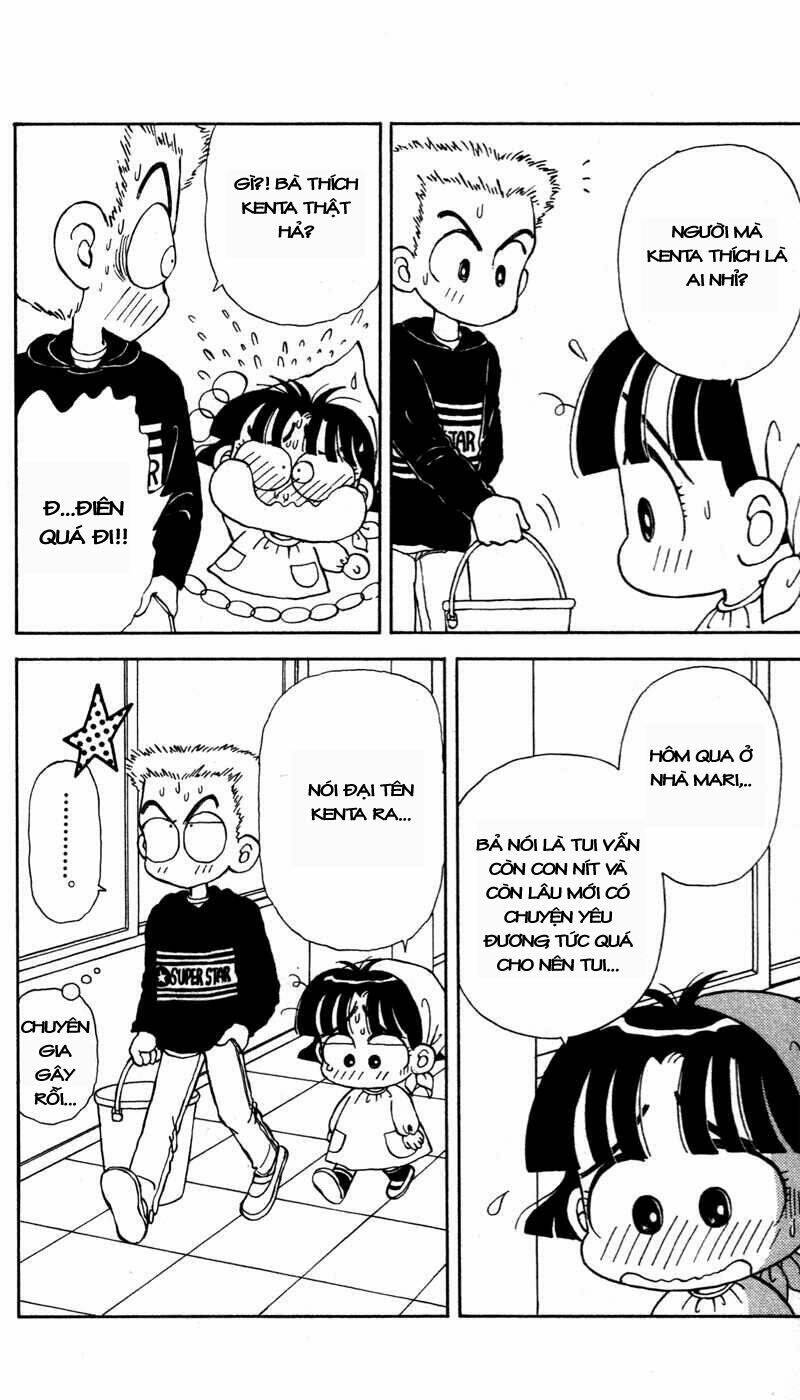 NGƯỜI MÀ
KENTA THÍCH LÀ
AI NHỈ?
STAR
GÌ?! BÀ THÍCH
KENTA THẬT
HẢ?
R
Đ...ĐIÊN
QUÁ ĐI!!
HÔM QUA Ở
NHÀ MARI,..
BẢ NÓI LÀ TUI VẪN
CÒN CON NÍT VÀ
CÒN LÂU MỚI CÓ
CHUYỆN YÊU
ĐƯƠNG, TỨC QUÁ
CHO NÊN TUI...
NÓI ĐẠI TÊN
KENTA RA...
..........
SUPER STAR
CHUYÊN
GIA
GÂY
RỐI...